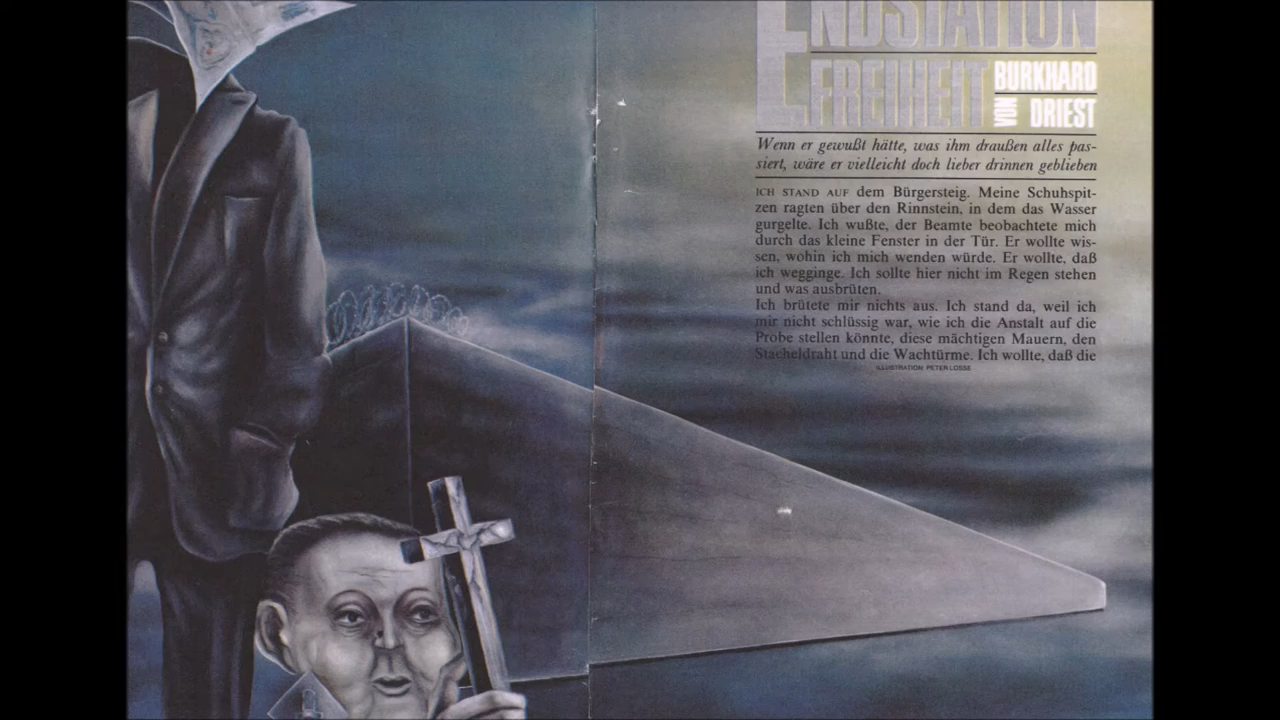 ENDSTATION
FREIHEIT
VON BURKHARD
DRIEST
Wenn er gewußt hätte, was ihm draußen alles pas-
siert, wäre er vielleicht doch lieber drinnen geblieben
ICH STAND AUF dem Bürgersteig. Meine Schuhspit-
zen ragten über den Rinnstein, in dem das Wasser
gurgelte. Ich wußte, der Beamte beobachtete mich
durch das kleine Fenster in der Tür. Er wollte wis-
sen, wohin ich mich wenden würde. Er wollte, daß
ich wegginge. Ich sollte hier nicht im Regen stehen
und was ausbrüten.
Ich brütete mir nichts aus. Ich stand da, weil ich
mir nicht schlüssig war, wie ich die Anstalt auf die
Probe stellen könnte, diese mächtigen Mauern, den
Stacheldraht und die Wachtürme. Ich wollte, daß die
ILLUSTRATION: PETER LOSSE